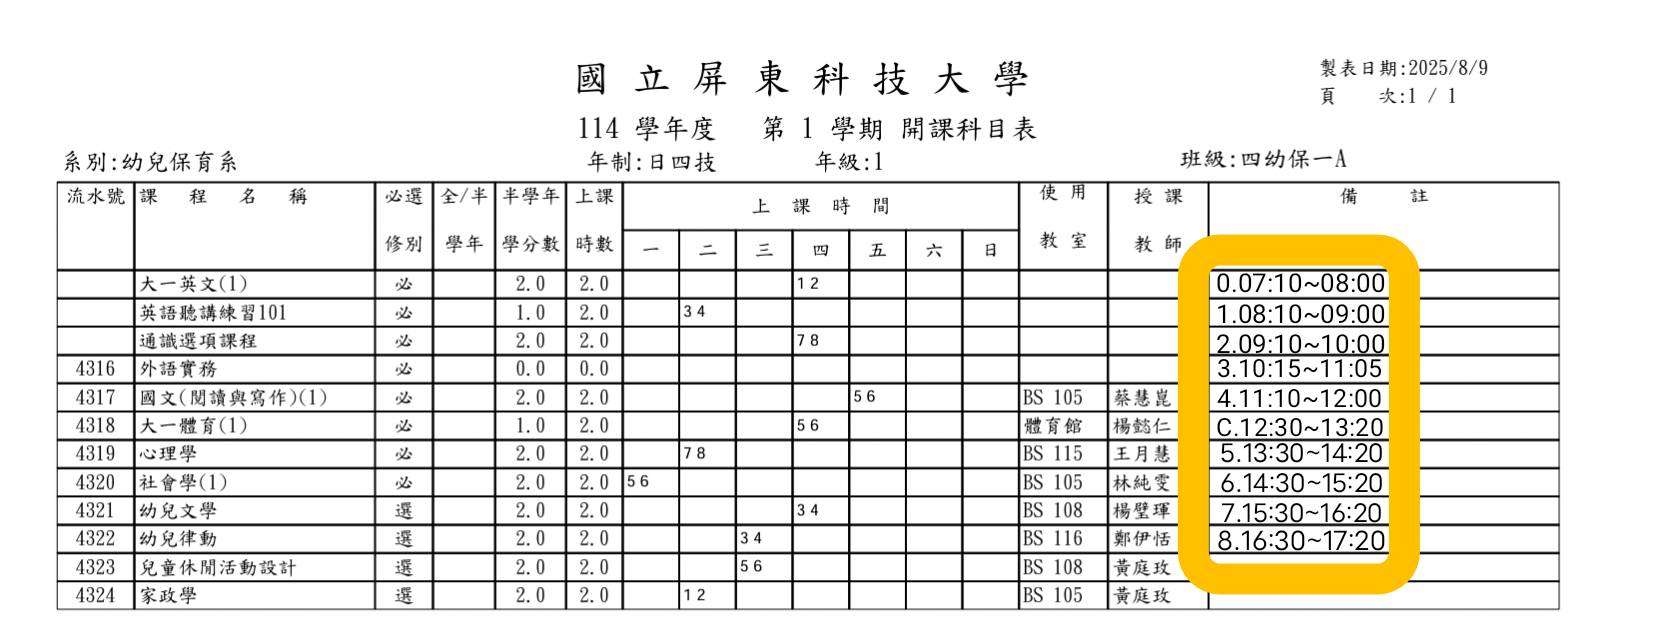 國立屏東科技大學
製表日期:2025/8/9
頁 次:1 / 1
114 學年度 第 1 學期 開課科目表
系別:幼兒保育系 年制:日四技 年級:1 班級:四幼保一A
流水號 課程名稱 必選修別 全/半學年 半學年學分數 上課時數 上課時間 使用教室 授課教師 備註
一 二 三 四 五 六 日
大一英文(1) 必 2.0 2.0 1 2 0.07:10~08:00
英語聽講練習101 必 1.0 2.0 3 4 1.08:10~09:00
通識選項課程 必 2.0 2.0 7 8 2.09:10~10:00
4316 外語實務 必 0.0 0.0 3.10:15~11:05
4317 國文(閱讀與寫作)(1) 必 2.0 2.0 5 6 BS 105 蔡慧崑 4.11:10~12:00
4318 大一體育(1) 必 1.0 2.0 5 6 體育館 楊懿仁 C.12:30~13:20
4319 心理學 必 2.0 2.0 7 8 BS 115 王月慧 5.13:30~14:20
4320 社會學(1) 必 2.0 2.0 5 6 BS 105 林純雯 6.14:30~15:20
4321 幼兒文學 選 2.0 2.0 3 4 BS 108 楊壁琿 7.15:30~16:20
4322 幼兒律動 選 2.0 2.0 3 4 BS 116 鄭伊恬 8.16:30~17:20
4323 兒童休閒活動設計 選 2.0 2.0 5 6 BS 108 黃庭玫
4324 家政學 選 2.0 2.0 1 2 BS 105 黃庭玫